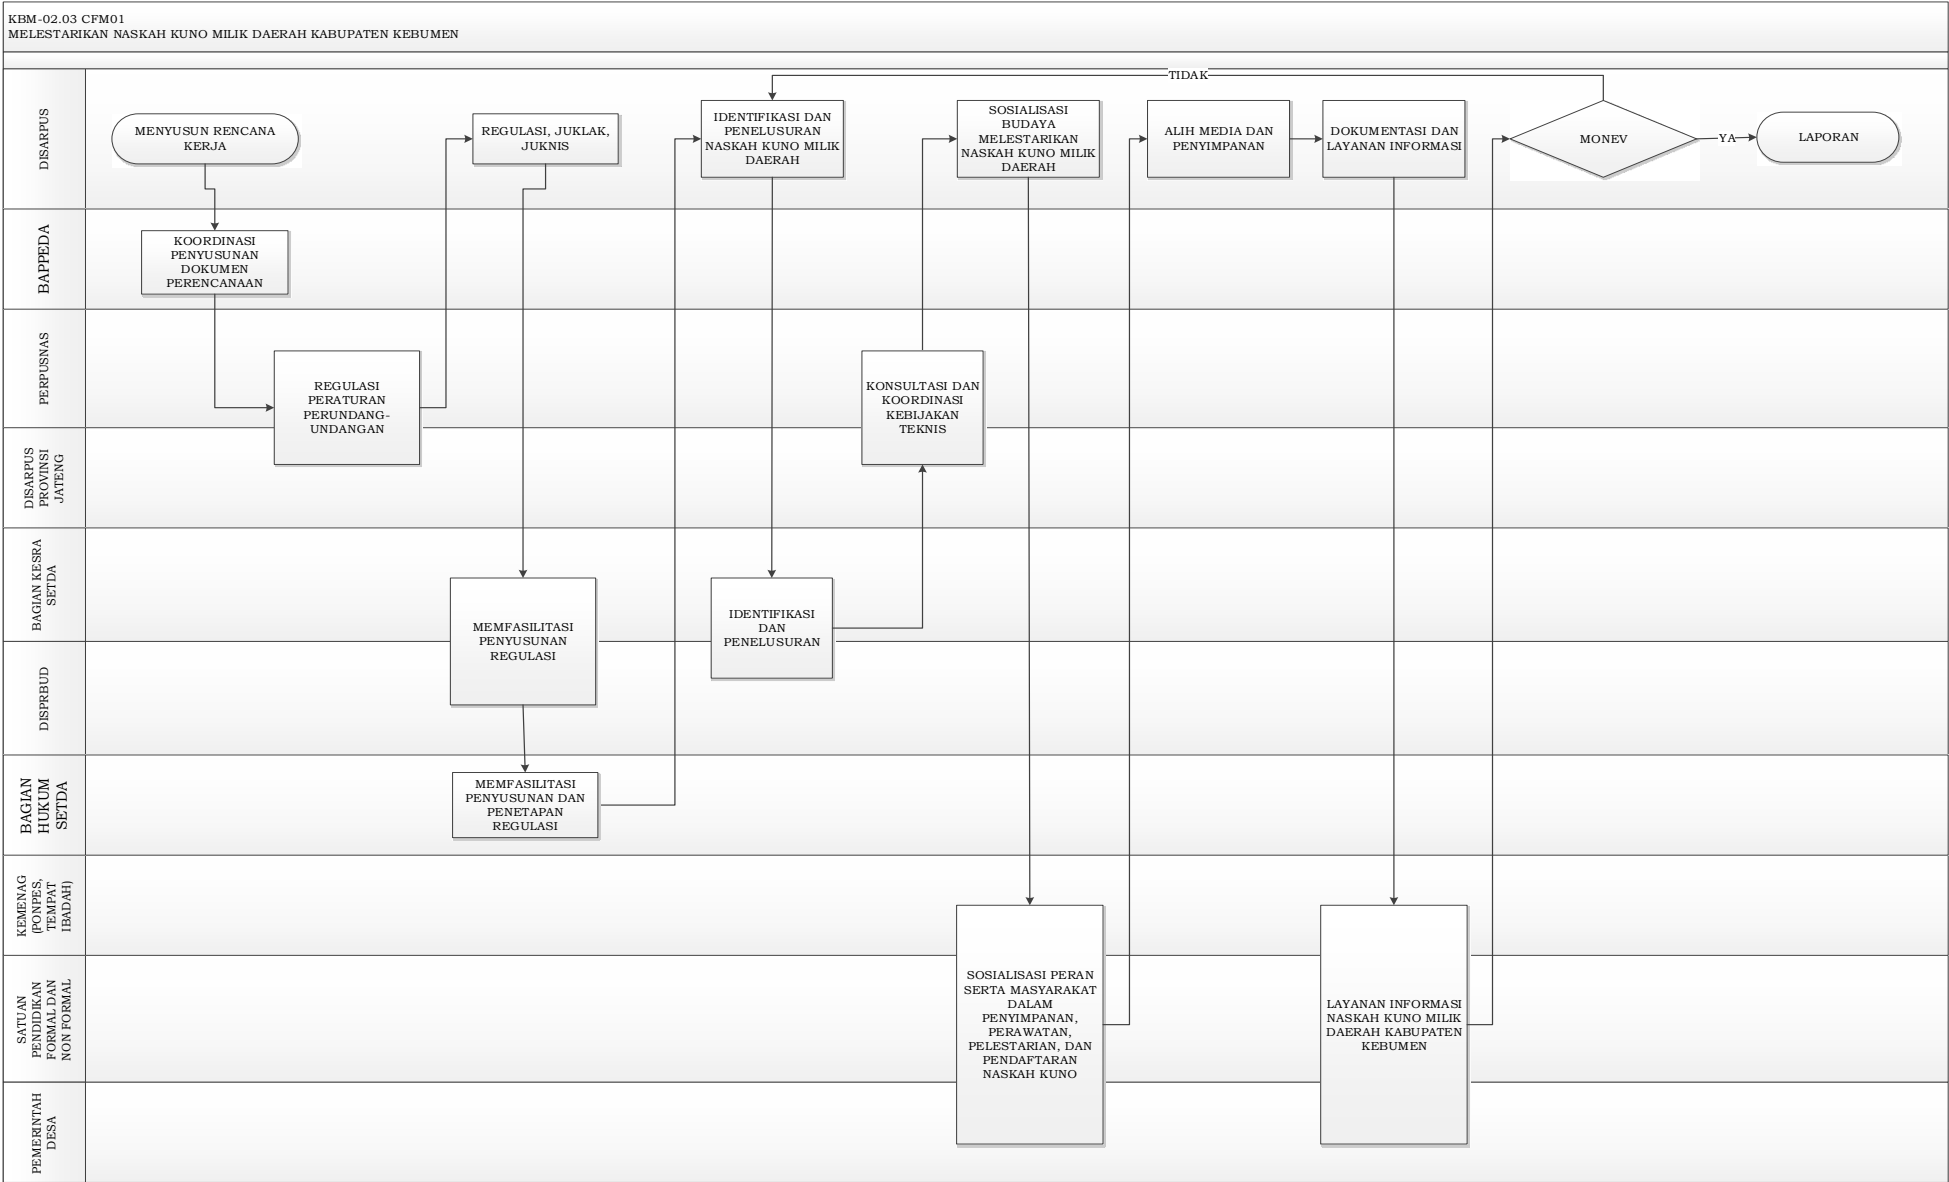 KBM-02.03 CFM01
MELESTARIKAN NASKAH KUNO MILIK DAERAH KABUPATEN KEBUMEN
DISARPUS
MENYUSUN RENCANA
KERJA
REGULASI, JUKLAK,
JUKNIS
IDENTIFIKASI DAN
PENELUSURAN
NASKAH KUNO MILIK
DAERAH
SOSIALISASI
BUDAYA
MELESTARIKAN
NASKAH KUNO MILIK
DAERAH
ALIH MEDIA DAN
PENYIMPANAN
DOKUMENTASI DAN
LAYANAN INFORMASI
MONEV
TIDAK
YA
LAPORAN
BAPPEDA
KOORDINASI
PENYUSUNAN
DOKUMEN
PERENCANAAN
PERPUSNAS
REGULASI
PERATURAN
PERUNDANG-
UNDANGAN
KONSULTASI DAN
KOORDINASI
KEBIJAKAN
TEKNIS
DISARPUS
PROVINSI
JATENG
BAGIAN KESRA
SETDA
MEMFASILITASI
PENYUSUNAN
REGULASI
IDENTIFIKASI
DAN
PENELUSURAN
DISPRBUD
BAGIAN
HUKUM
SETDA
MEMFASILITASI
PENYUSUNAN DAN
PENETAPAN
REGULASI
KEMENAG
(PONPES,
TEMPAT
IBADAH)
SATUAN
PENDIDIKAN
FORMAL DAN
NON FORMAL
SOSIALISASI PERAN
SERTA MASYARAKAT
DALAM
PENYIMPANAN,
PERAWATAN,
PELESTARIAN, DAN
PENDAFTARAN
NASKAH KUNO
LAYANAN INFORMASI
NASKAH KUNO MILIK
DAERAH KABUPATEN
KEBUMEN
PEMERINTAH
DESA